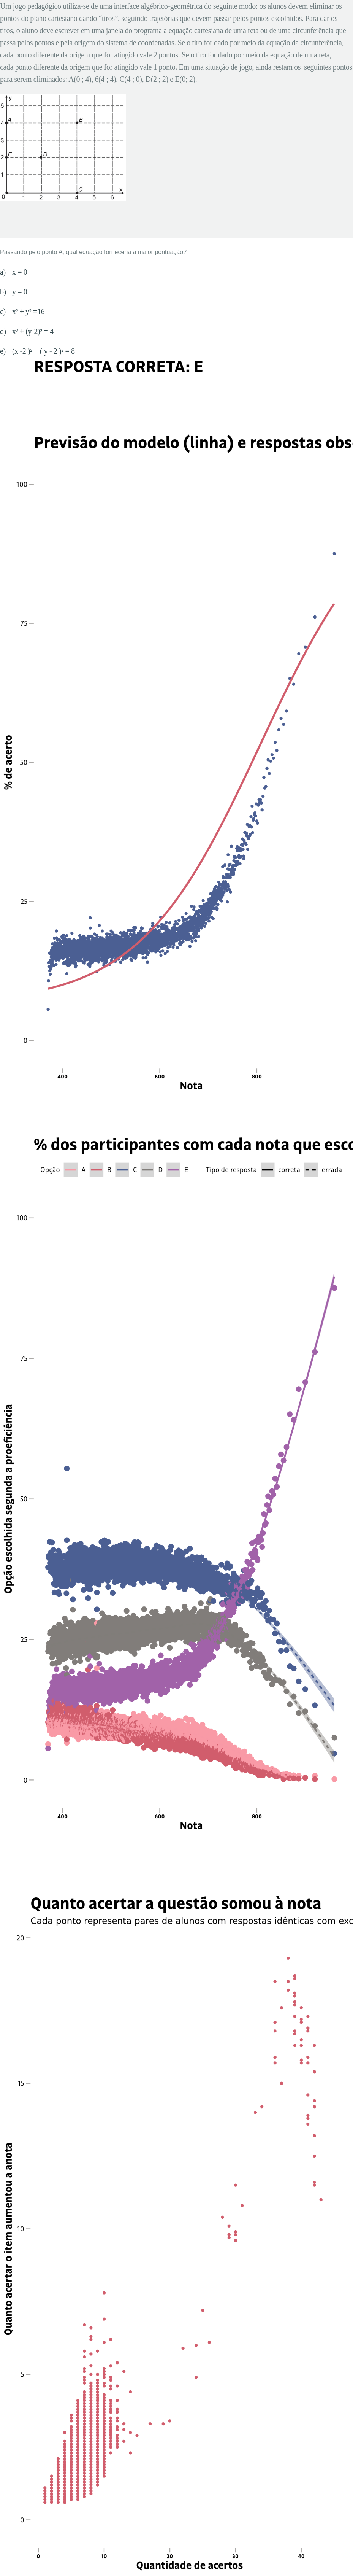 Um jogo pedagógico utiliza-se de uma interface algébrico-geométrica do seguinte modo: os alunos devem eliminar os
pontos do plano cartesiano dando “tiros”, seguindo trajetórias que devem passar pelos pontos escolhidos. Para dar os
tiros, o aluno deve escrever em uma janela do programa a equação cartesiana de uma reta ou de uma circunferência que
passa pelos pontos e pela origem do sistema de coordenadas. Se o tiro for dado por meio da equação da circunferência,
cada ponto diferente da origem que for atingido vale 2 pontos. Se o tiro for dado por meio da equação de uma reta,
cada ponto diferente da origem que for atingido vale 1 ponto. Em uma situação de jogo, ainda restam os seguintes pontos
para serem eliminados: A(0 ; 4), 6(4 ; 4), C(4 ; 0), D(2 ; 2) e E(0; 2).
y
5
4 A B
3
2 E D
1
0 1 2 3 4 C 5 6 x
Passando pelo ponto A, qual equação forneceria a maior pontuação?
a) x = 0
b) y = 0
c) x² + y² =16
d) x² + (y-2)² = 4
e) (x -2 )² + ( y - 2 )² = 8
RESPOSTA CORRETA: E
Previsão do modelo (linha) e respostas obs
100
75
50
25
0
% de acerto
400 600 800
Nota
% dos participantes com cada nota que esco
Opção A B C D E Tipo de resposta correta errada
100
75
50
25
0
Opção escolhida segunda a proeficiência
400 600 800
Nota
Quanto acertar a questão somou à nota
Cada ponto representa pares de alunos com respostas idênticas com exc
20
15
10
5
0
Quanto acertar o item aumentou a anota
0 10 20 30 40
Quantidade de acertos